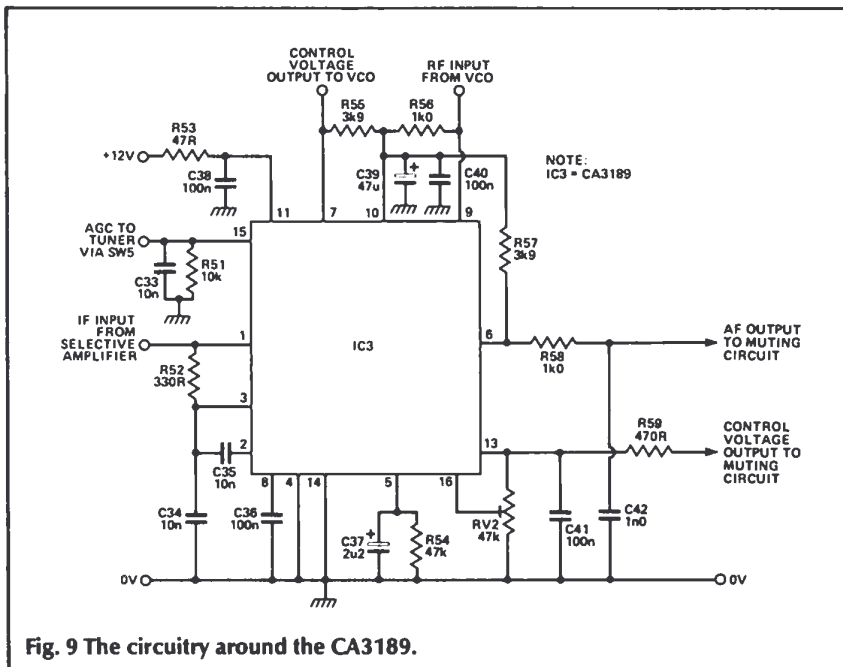 CONTROL
VOLTAGE
OUTPUT TO VCO
RF INPUT
FROM VCO
R55
3k9
R56
1k0
R53
47R
+12V
C38
100n
C39
47u
+
C40
100n
NOTE:
IC3 = CA3189
11
7
10
9
AGC TO
TUNER
VIA SW5
15
C33
10n
R51
10k
R57
3k9
IF INPUT
FROM
SELECTIVE
AMPLIFIER
1
IC3
6
R58
1k0
AF OUTPUT
TO MUTING
CIRCUIT
R52
330R
3
2
C35
10n
13
R59
470R
CONTROL
VOLTAGE
OUTPUT TO
MUTING
CIRCUIT
8
4
14
5
16
C34
10n
C36
100n
+
C37
2u2
R54
47k
RV2
47k
C41
100n
C42
1n0
0V
0V
Fig. 9 The circuitry around the CA3189.